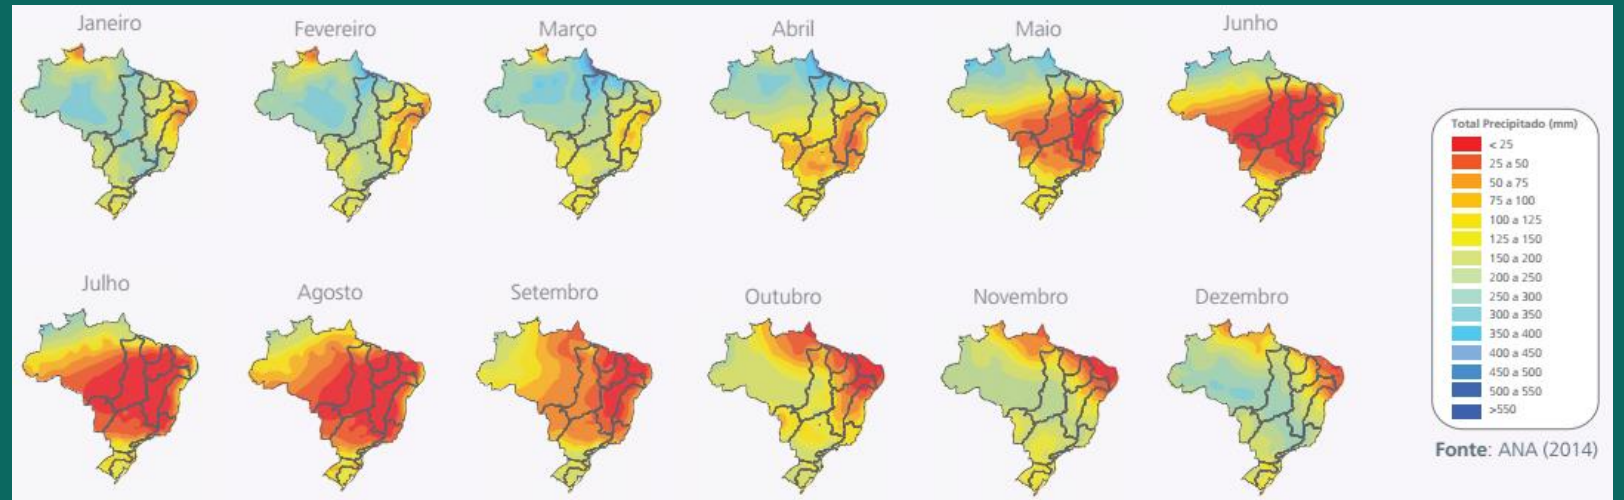 Janeiro
Fevereiro
Março
Abril
Maio
Junho
Julho
Agosto
Setembro
Outubro
Novembro
Dezembro
Total Precipitado (mm)
< 25
25 a 50
50 a 75
75 a 100
100 a 125
125 a 150
150 a 200
200 a 250
250 a 300
300 a 350
350 a 400
400 a 450
450 a 500
500 a 550
>550
Fonte: ANA (2014)